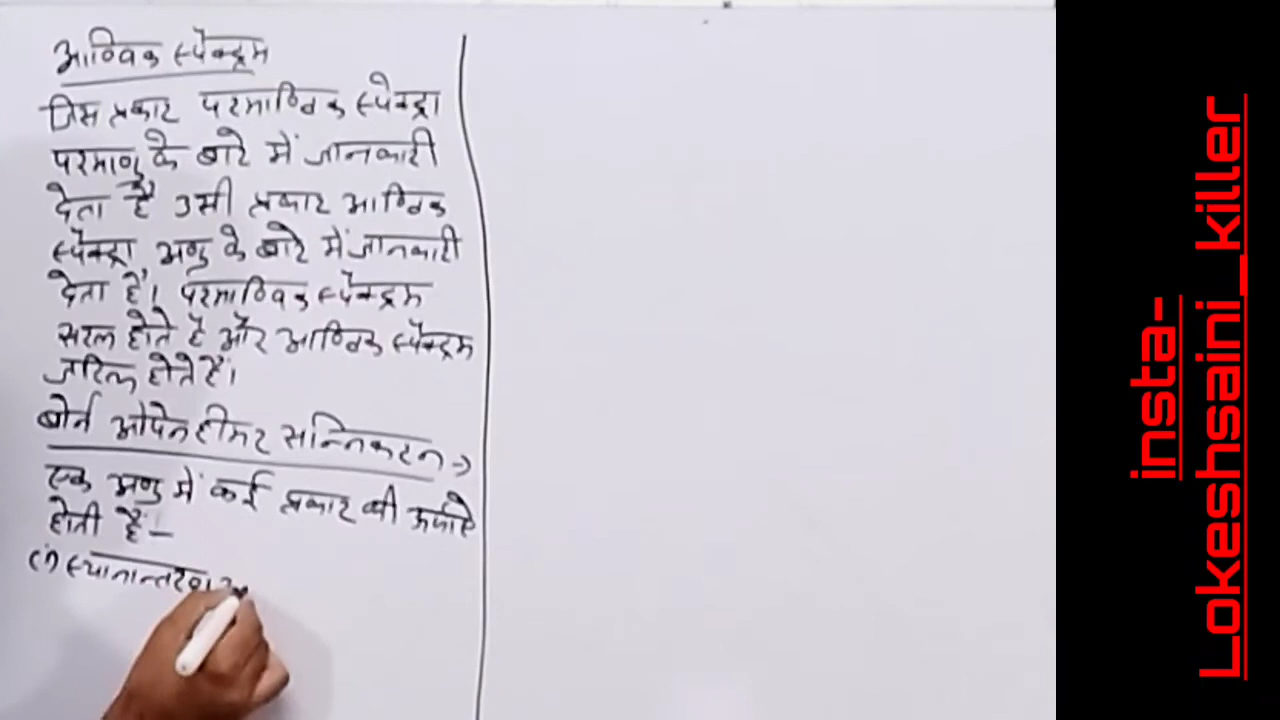 आण्विक स्पेक्ट्रम
जिस प्रकार परमाण्विक स्पेक्ट्रा
परमाणु के बारे में जानकारी
देता है उसी प्रकार आण्विक
स्पेक्ट्रा अणु के बारे में जानकारी
देता है। परमाण्विक स्पेक्ट्रम
सरल होते है और आण्विक स्पेक्ट्रम
जटिल होते हैं।
बोर्न ओपेनहीमर सन्निकटन →
एक अणु में कई प्रकार की ऊर्जाऐ
होती हैं —
(i) स्थानान्तरण
insta-
Lokeshsaini_killer